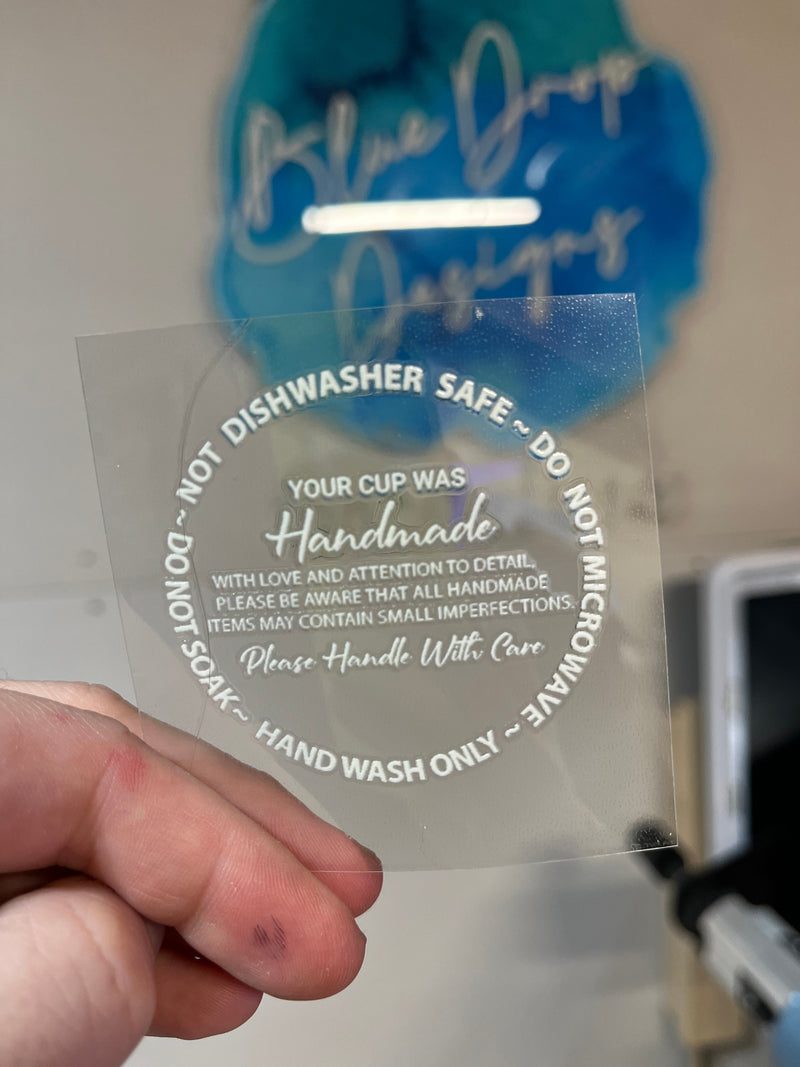 Blue Drop
Designs
NOT DISHWASHER SAFE ~ DO NOT MICROWAVE ~ HAND WASH ONLY ~ DO NOT SOAK ~
YOUR CUP WAS
Handmade
WITH LOVE AND ATTENTION TO DETAIL,
PLEASE BE AWARE THAT ALL HANDMADE
ITEMS MAY CONTAIN SMALL IMPERFECTIONS.
Please Handle With Care